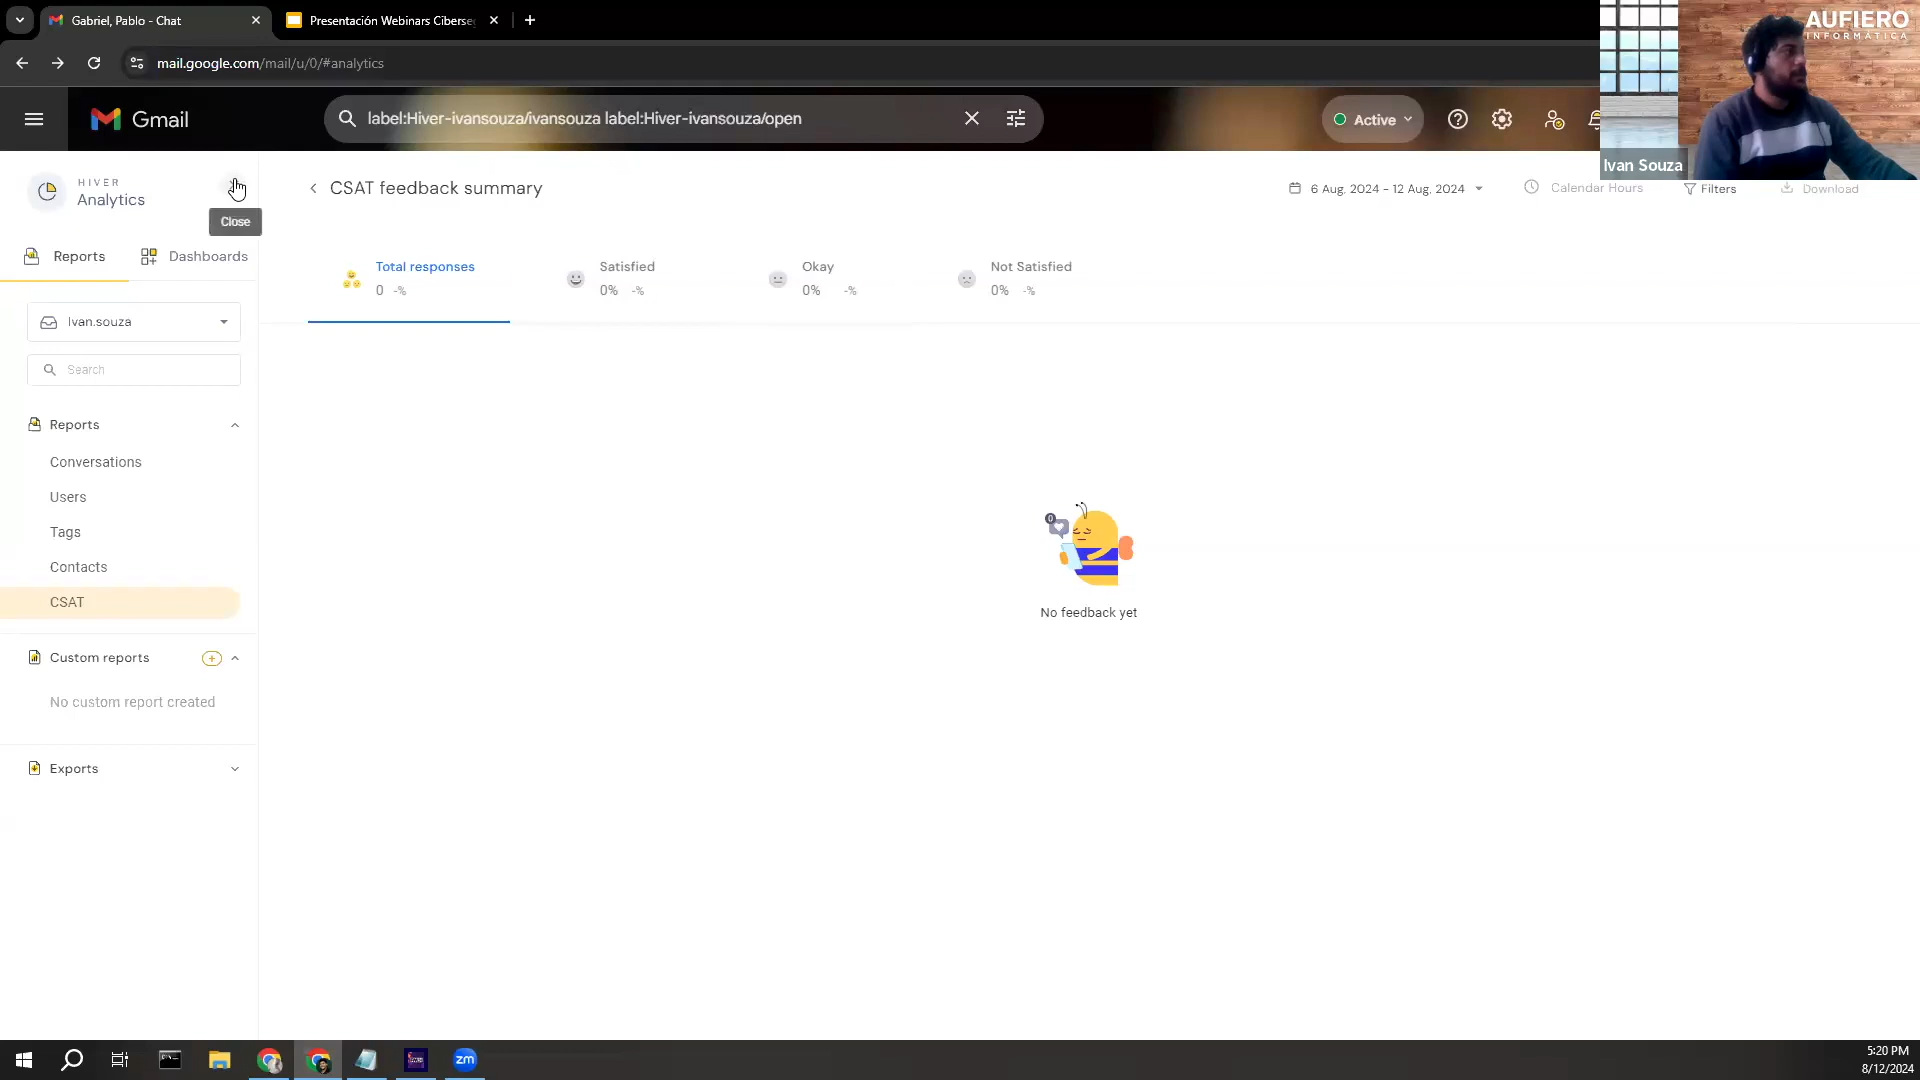 Gabriel, Pablo - Chat
Presentación Webinars Ciberse
mail.google.com/mail/u/0/#analytics
AUFIERO
INFORMÁTICA
Gmail
label:Hiver-ivansouza/ivansouza label:Hiver-ivansouza/open
Active
Ivan Souza
HIVER
Analytics
Close
CSAT feedback summary
6 Aug, 2024 - 12 Aug, 2024
Calendar Hours
Filters
Download
Reports
Dashboards
Total responses
0 -%
Satisfied
0% -%
Okay
0% -%
Not Satisfied
0% -%
Ivan.souza
Search
Reports
Conversations
Users
Tags
Contacts
CSAT
0
No feedback yet
Custom reports
No custom report created
Exports
zm
5:20 PM
8/12/2024